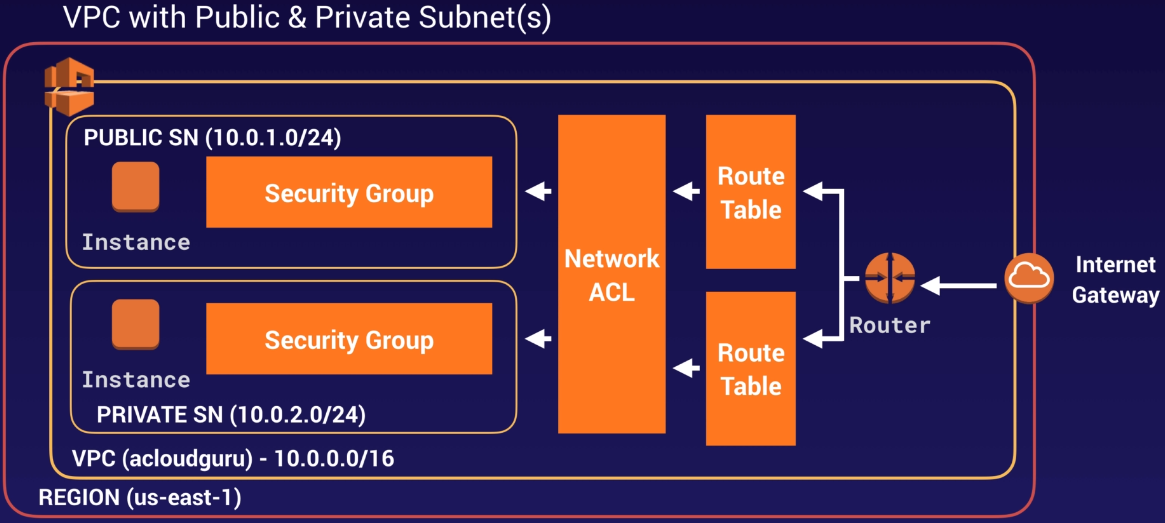 VPC with Public & Private Subnet(s)
PUBLIC SN (10.0.1.0/24)
Instance
Security Group
Network
ACL
Route
Table
Router
Internet
Gateway
Instance
Security Group
PRIVATE SN (10.0.2.0/24)
Route
Table
VPC (acloudguru) - 10.0.0.0/16
REGION (us-east-1)